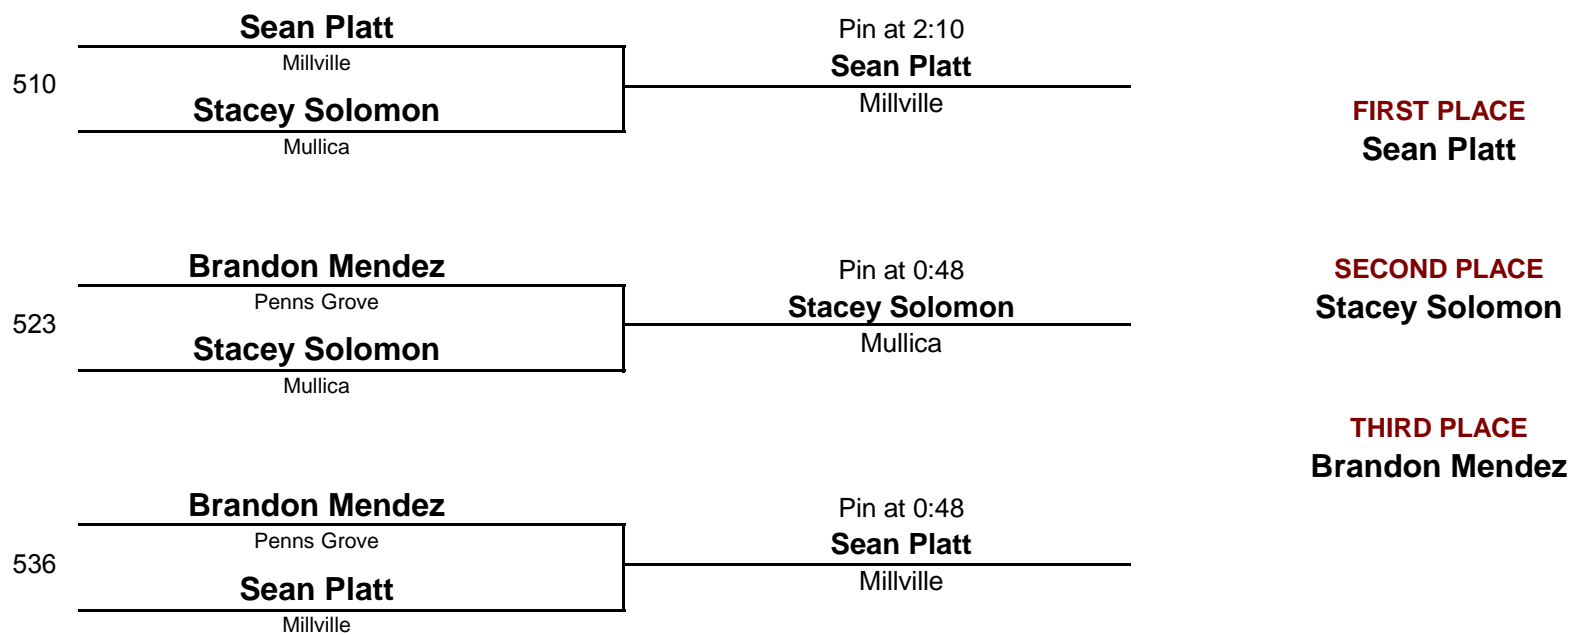 Sean Platt
Millville
510
Stacey Solomon
Mullica
Pin at 2:10
Sean Platt
Millville
Brandon Mendez
Penns Grove
523
Stacey Solomon
Mullica
Pin at 0:48
Stacey Solomon
Mullica
Brandon Mendez
Penns Grove
536
Sean Platt
Millville
Pin at 0:48
Sean Platt
Millville
FIRST PLACE
Sean Platt
SECOND PLACE
Stacey Solomon
THIRD PLACE
Brandon Mendez